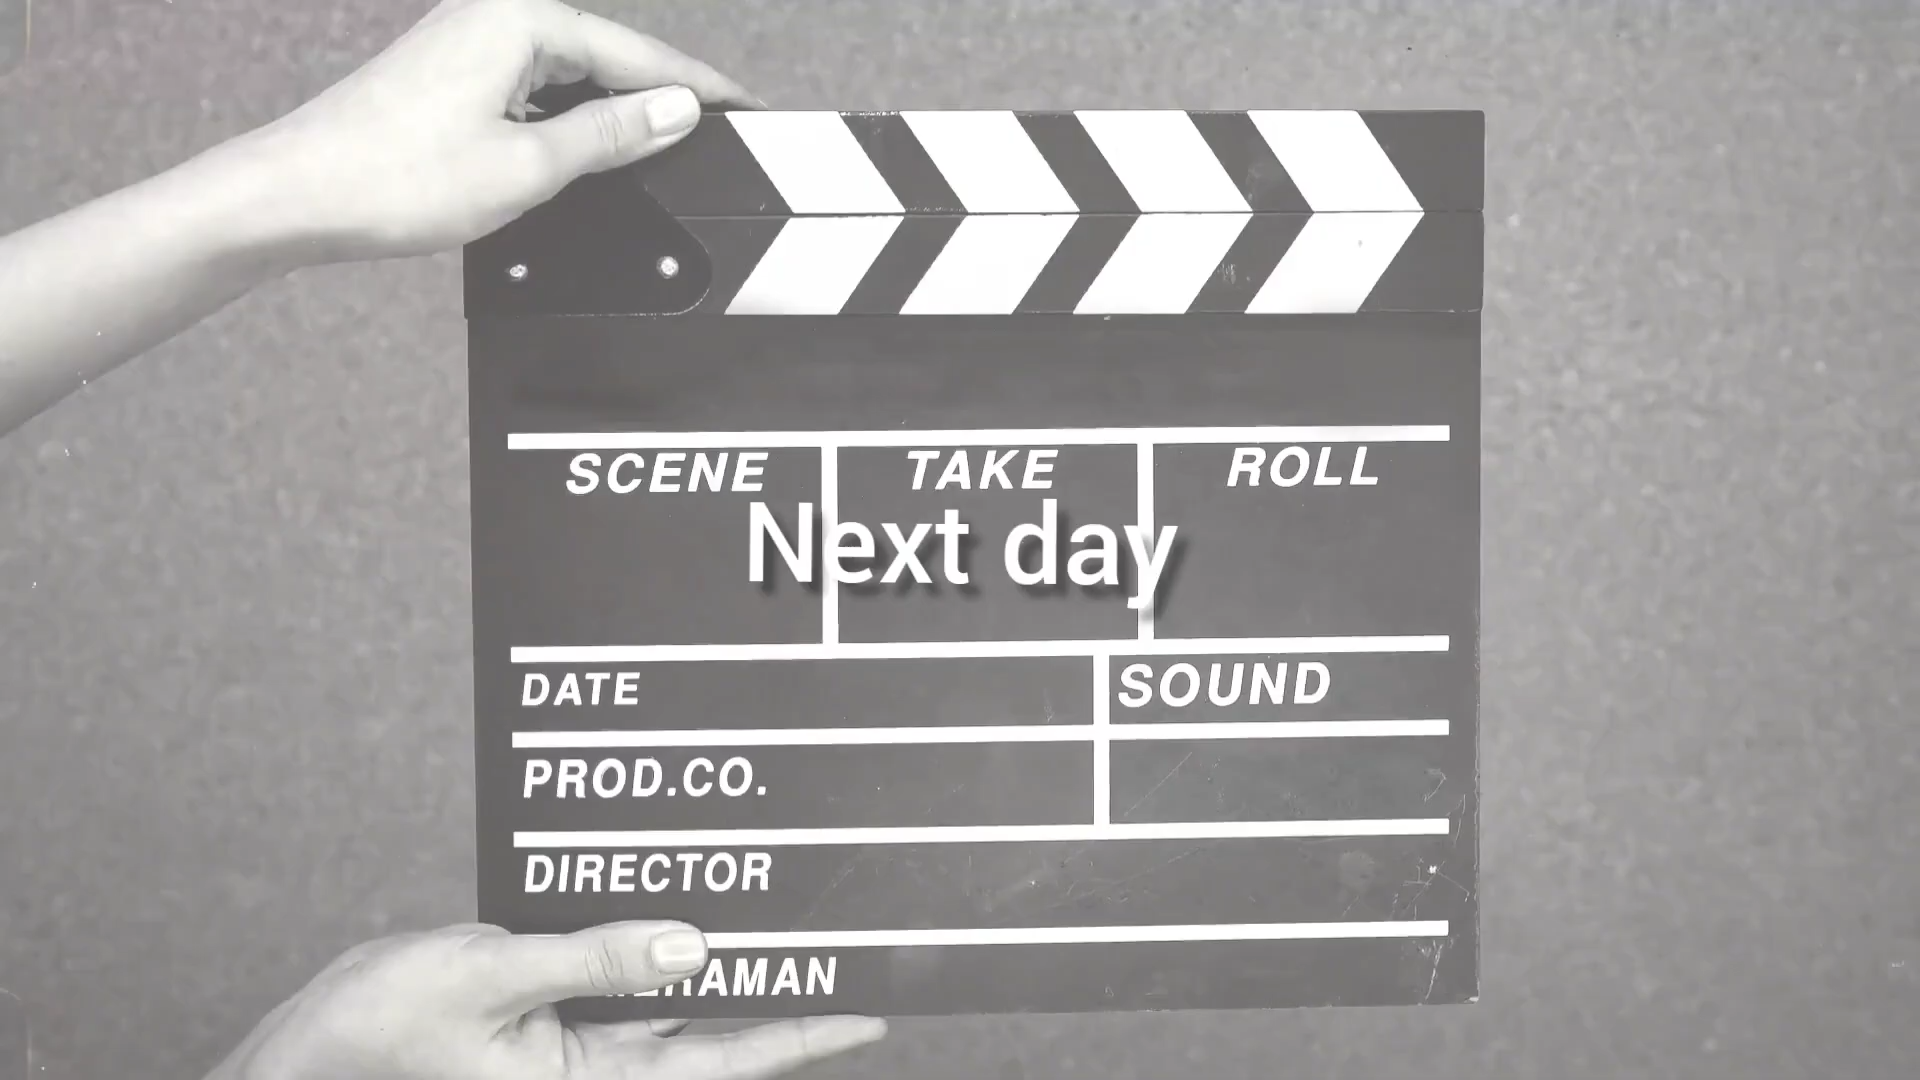 SCENE TAKE ROLL
Next day
DATE SOUND
PROD.CO.
DIRECTOR